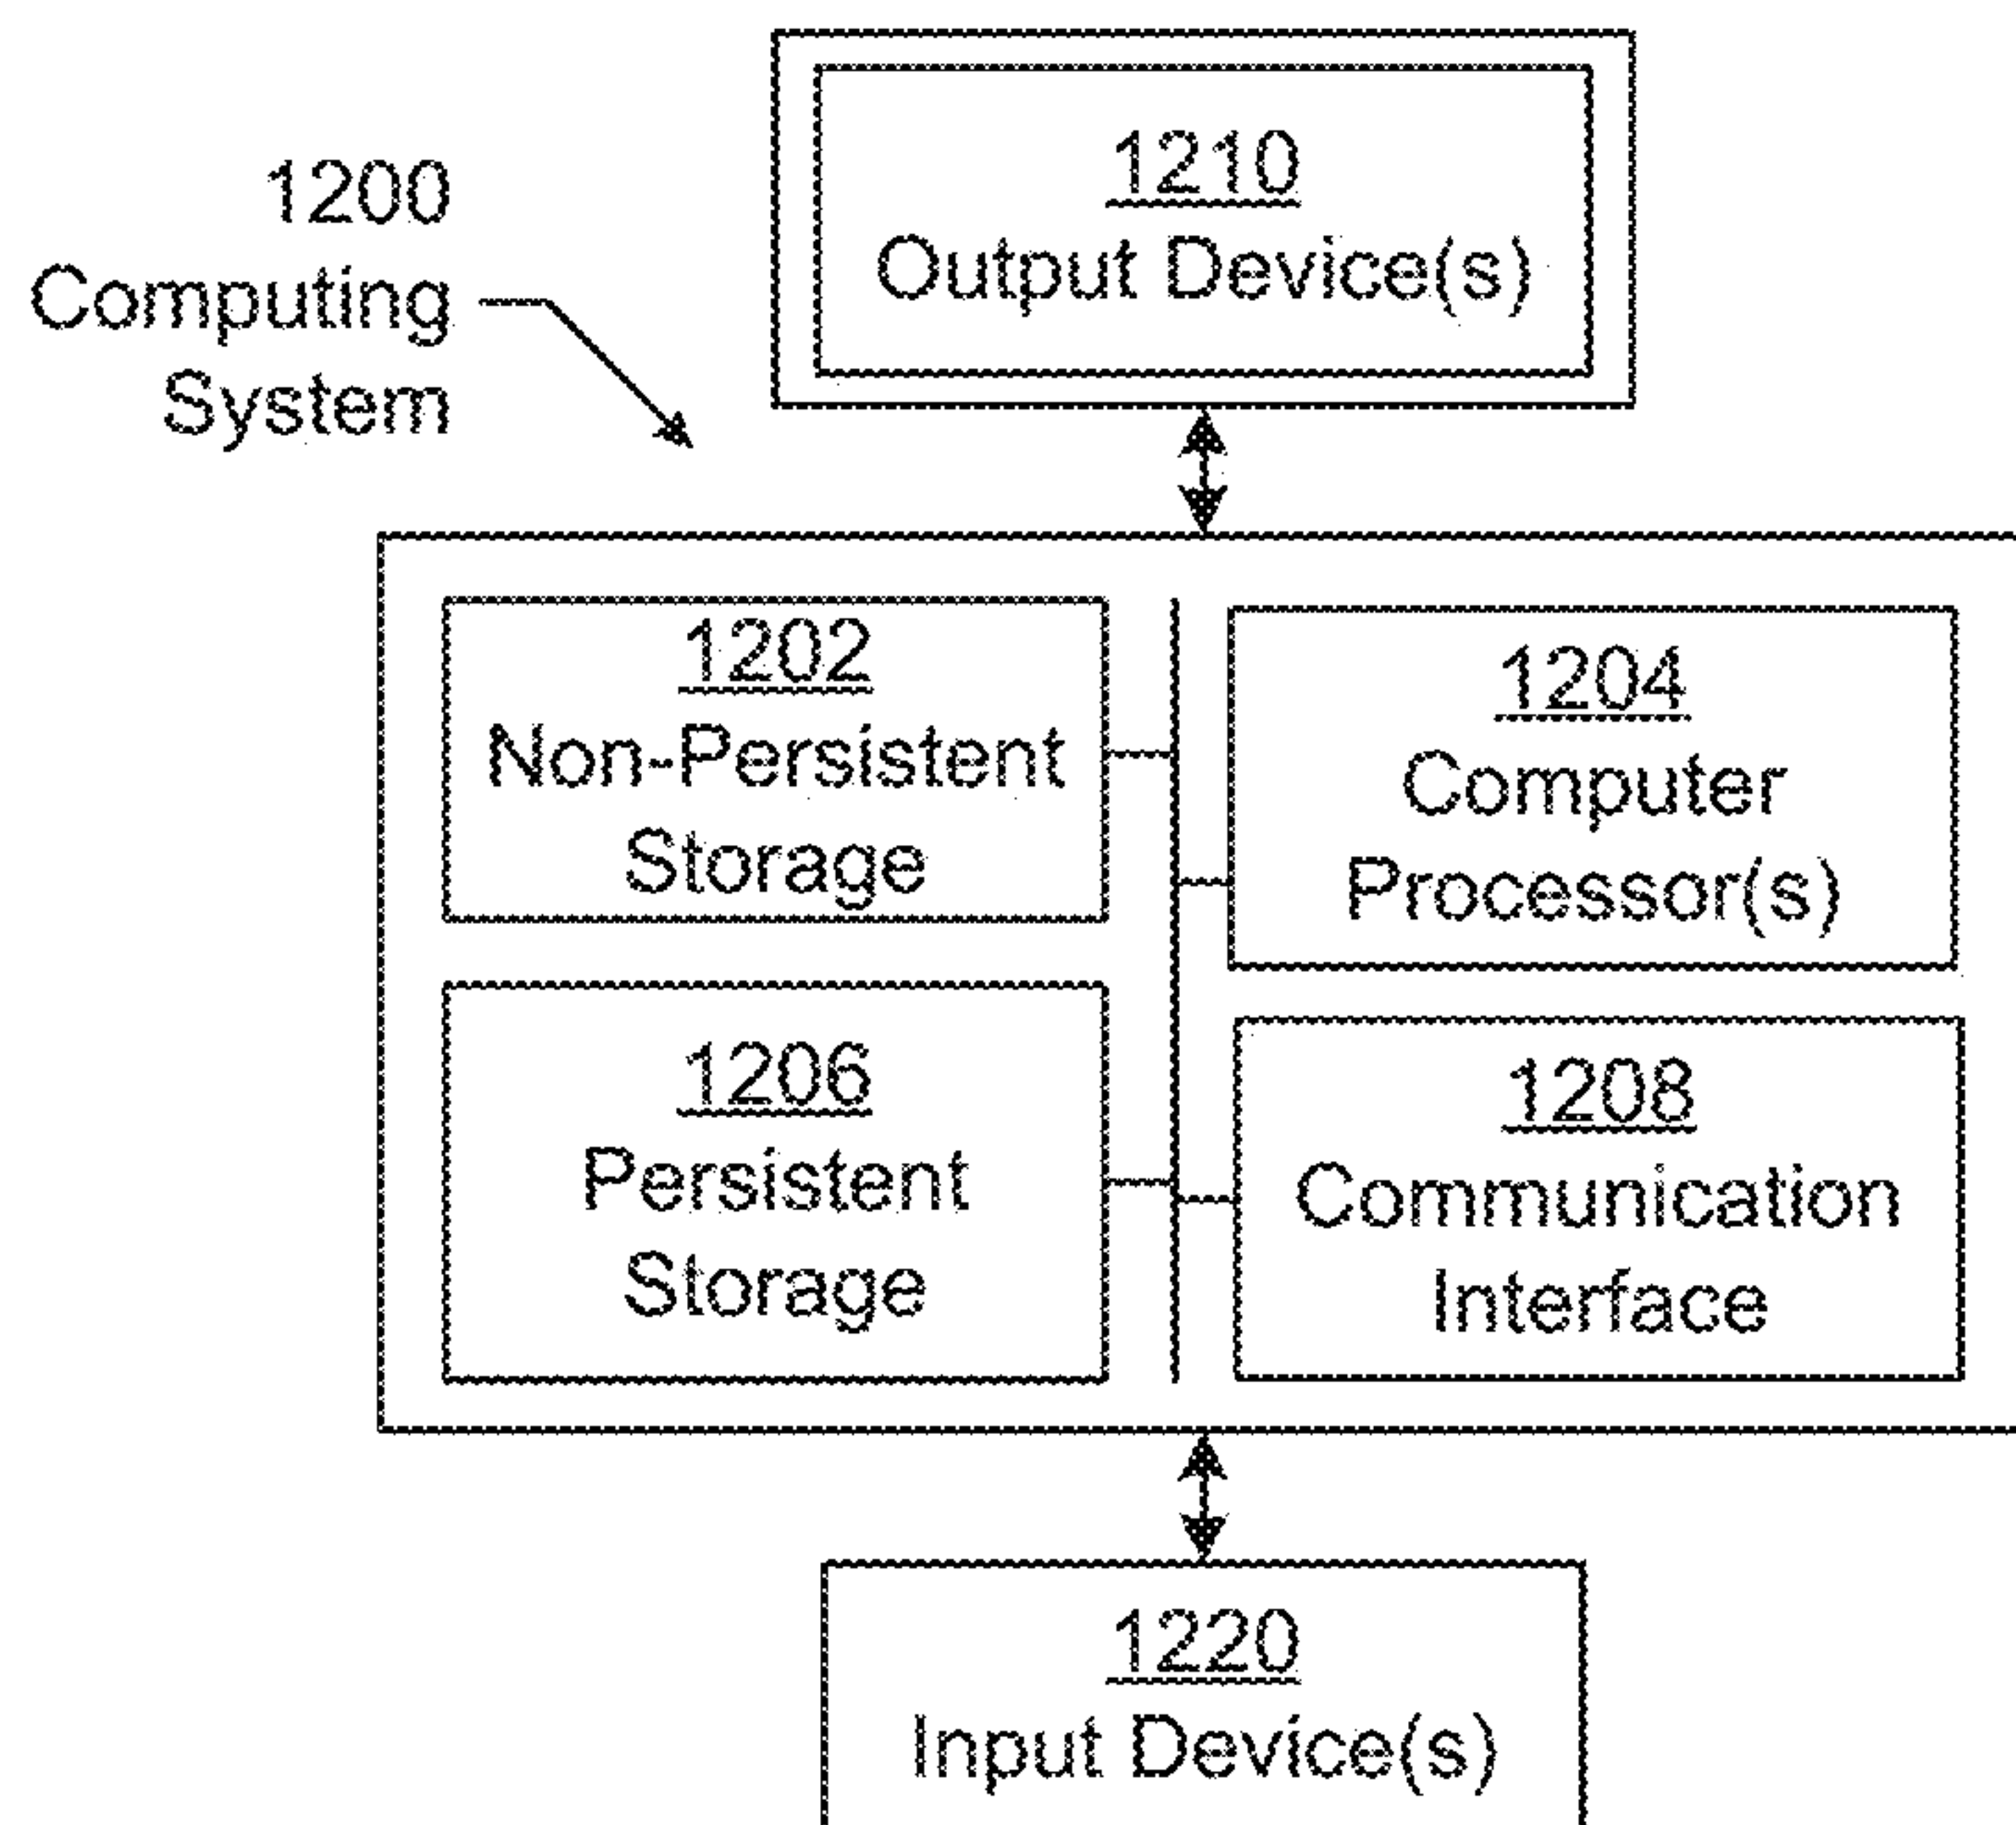 1200
Computing
System
1210
Output Device(s)
1202
Non-Persistent
Storage
1204
Computer
Processor(s)
1206
Persistent
Storage
1208
Communication
Interface
1220
Input Device(s)